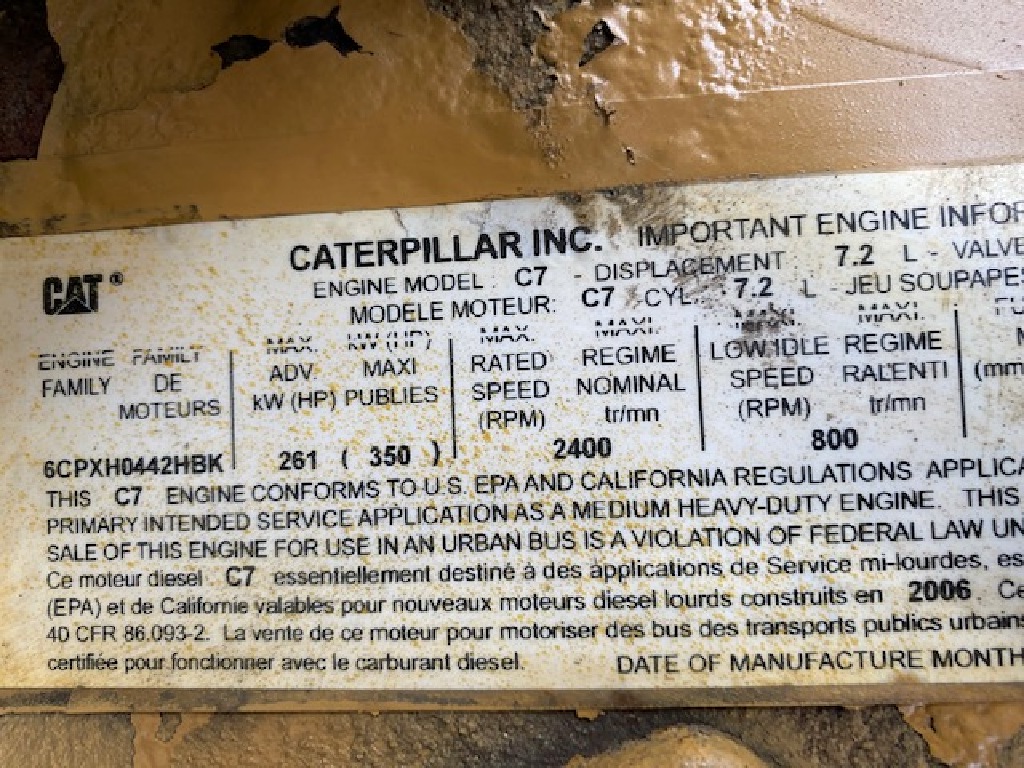 CATERPILLAR INC. IMPORTANT ENGINE INFOR
CAT®
ENGINE MODEL : C7 - DISPLACEMENT : 7.2 L - VALVE
MODÈLE MOTEUR: C7 -CYL. : 7.2 L - JEU SOUPAPES
ENGINE FAMILY
FAMILY DE MOTEURS
MAX. kW (HP)
ADV. MAXI
kW (HP) PUBLIES
MAX. MAXI.
RATED REGIME
SPEED NOMINAL
(RPM) tr/mn
MAXI.
LOW IDLE REGIME
SPEED RALENTI
(RPM) tr/mn
(mm
6CPXH0442HBK 261 ( 350 ) 2400 800
THIS C7 ENGINE CONFORMS TO U.S. EPA AND CALIFORNIA REGULATIONS APPLICA
PRIMARY INTENDED SERVICE APPLICATION AS A MEDIUM HEAVY-DUTY ENGINE. THIS
SALE OF THIS ENGINE FOR USE IN AN URBAN BUS IS A VIOLATION OF FEDERAL LAW UN
Ce moteur diesel C7 essentiellement destiné à des applications de Service mi-lourdes, es
(EPA) et de Californie valables pour nouveaux moteurs diesel lourds construits en 2006. Ce
40 CFR 86.093-2. La vente de ce moteur pour motoriser des bus des transports publics urbains
certifiée pour fonctionner avec le carburant diesel. DATE OF MANUFACTURE MONTH